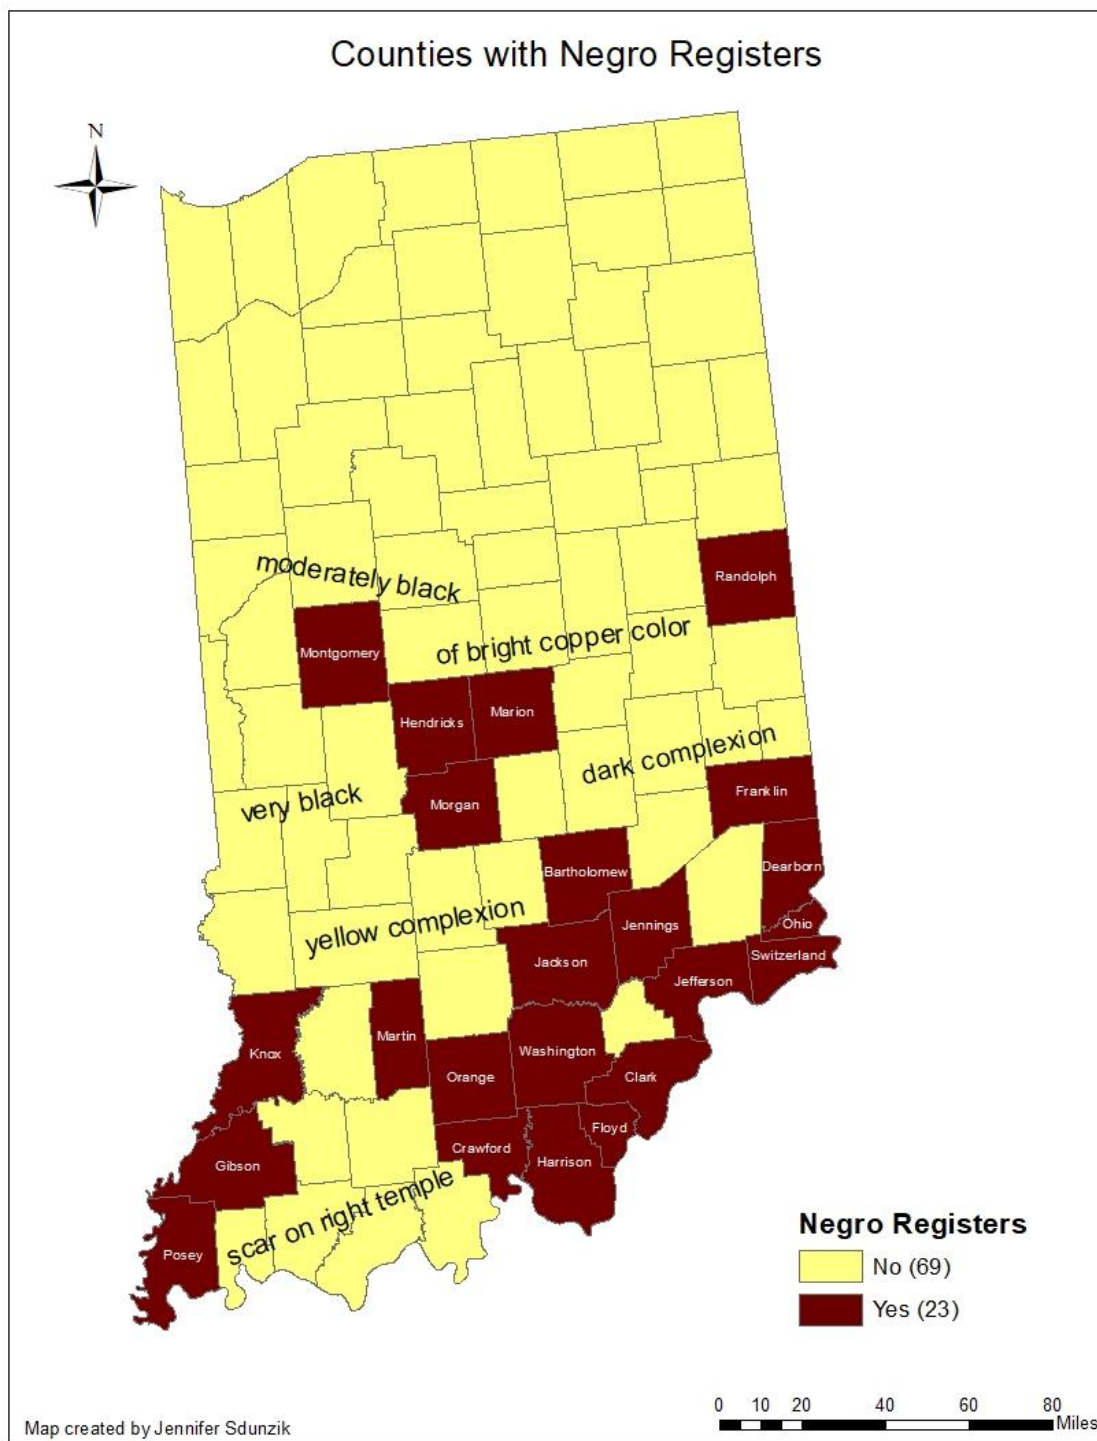 Counties with Negro Registers
N
Randolph
moderately black
of bright copper color
Montgomery
Hendricks
Marion
dark complexion
Franklin
very black
Morgan
Dearborn
Bartholomew
yellow complexion
Ohio
Jennings
Switzerland
Jackson
Jefferson
Martin
Knox
Washington
Orange
Clark
Floyd
Crawford
Harrison
Gibson
scar on right temple
Posey
Negro Registers
No (69)
Yes (23)
0 10 20 40 60 80
Miles
Map created by Jennifer Sdunzik